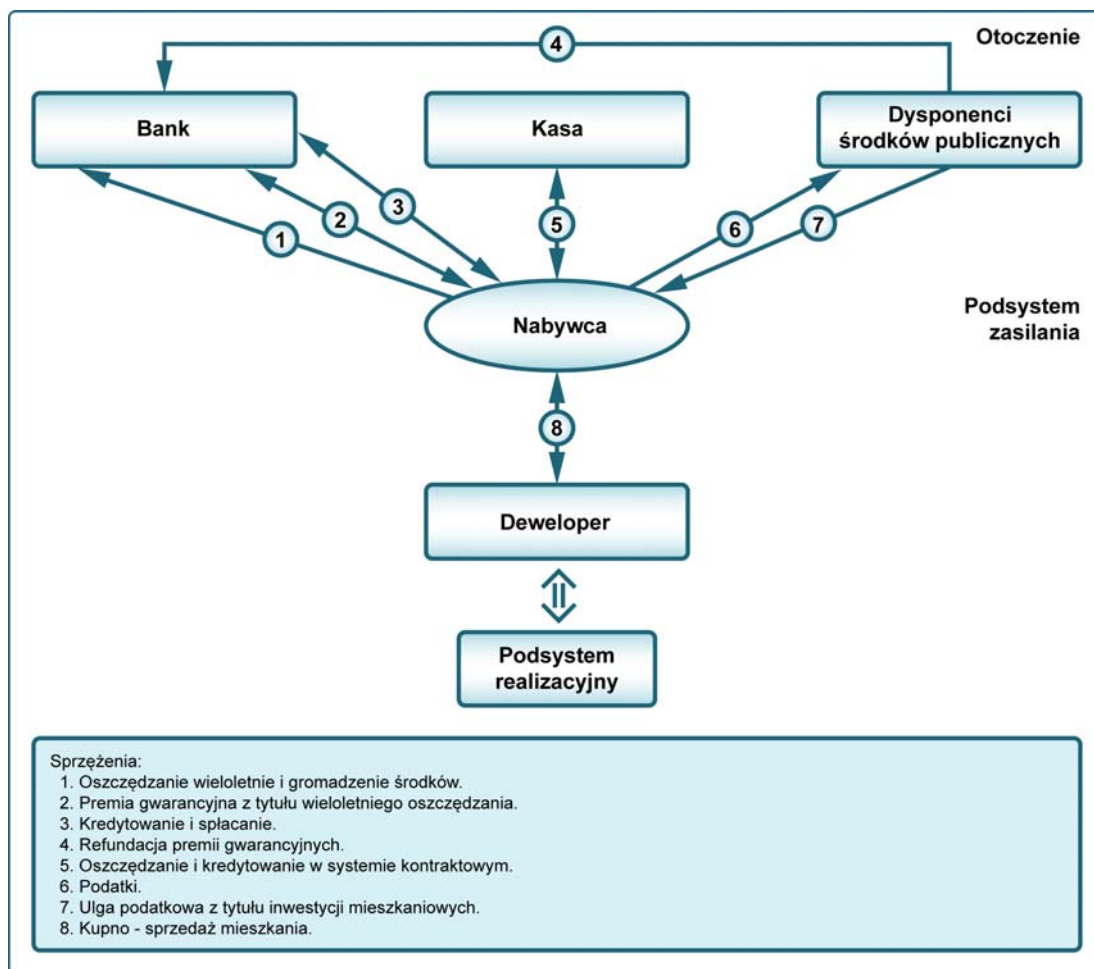 4
Otoczenie
Bank
Kasa
Dysponenci
środków publicznych
1
2
3
5
6
7
Nabywca
Podsystem
zasilania
8
Deweloper
Podsystem
realizacyjny
Sprzężenia:
1. Oszczędzanie wieloletnie i gromadzenie środków.
2. Premia gwarancyjna z tytułu wieloletniego oszczędzania.
3. Kredytowanie i spłacanie.
4. Refundacja premii gwarancyjnych.
5. Oszczędzanie i kredytowanie w systemie kontraktowym.
6. Podatki.
7. Ulga podatkowa z tytułu inwestycji mieszkaniowych.
8. Kupno - sprzedaż mieszkania.